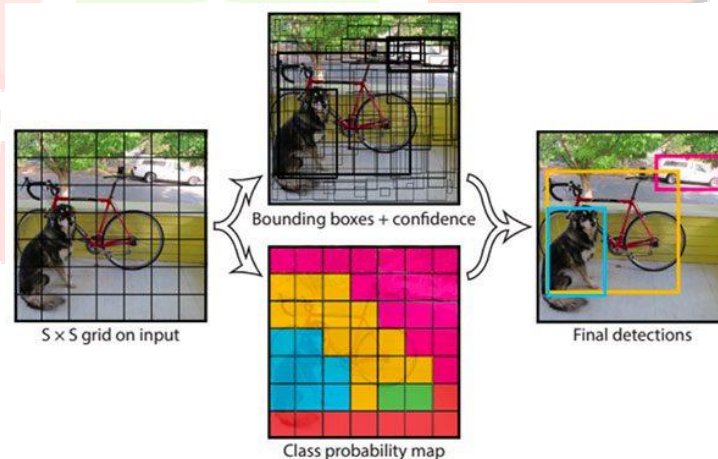 Bounding boxes + confidence
S × S grid on input
Final detections
Class probability map